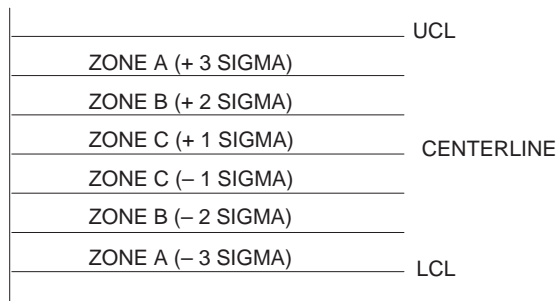 UCL
ZONE A (+ 3 SIGMA)
ZONE B (+ 2 SIGMA)
ZONE C (+ 1 SIGMA)
CENTERLINE
ZONE C (– 1 SIGMA)
ZONE B (– 2 SIGMA)
ZONE A (– 3 SIGMA)
LCL